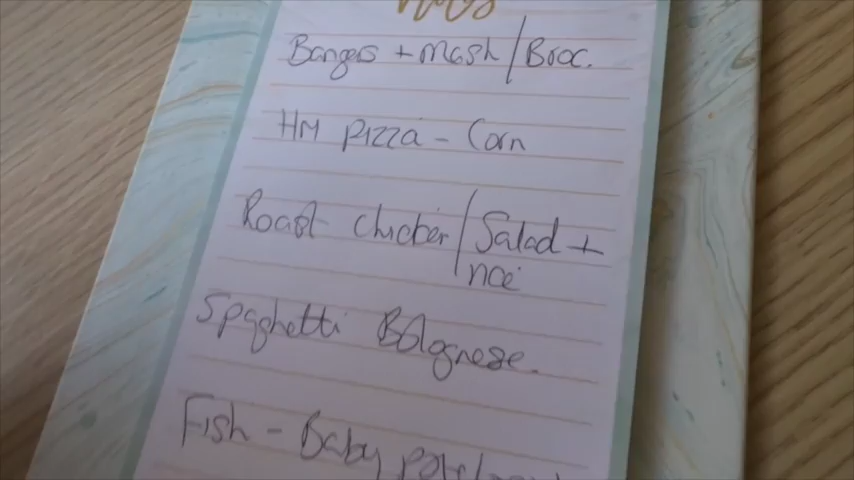 Bangers + mash / Broc.
HM Pizza - Corn
Roast chicken / Salad +
rice
Spaghetti Bolognese.
Fish - Baby